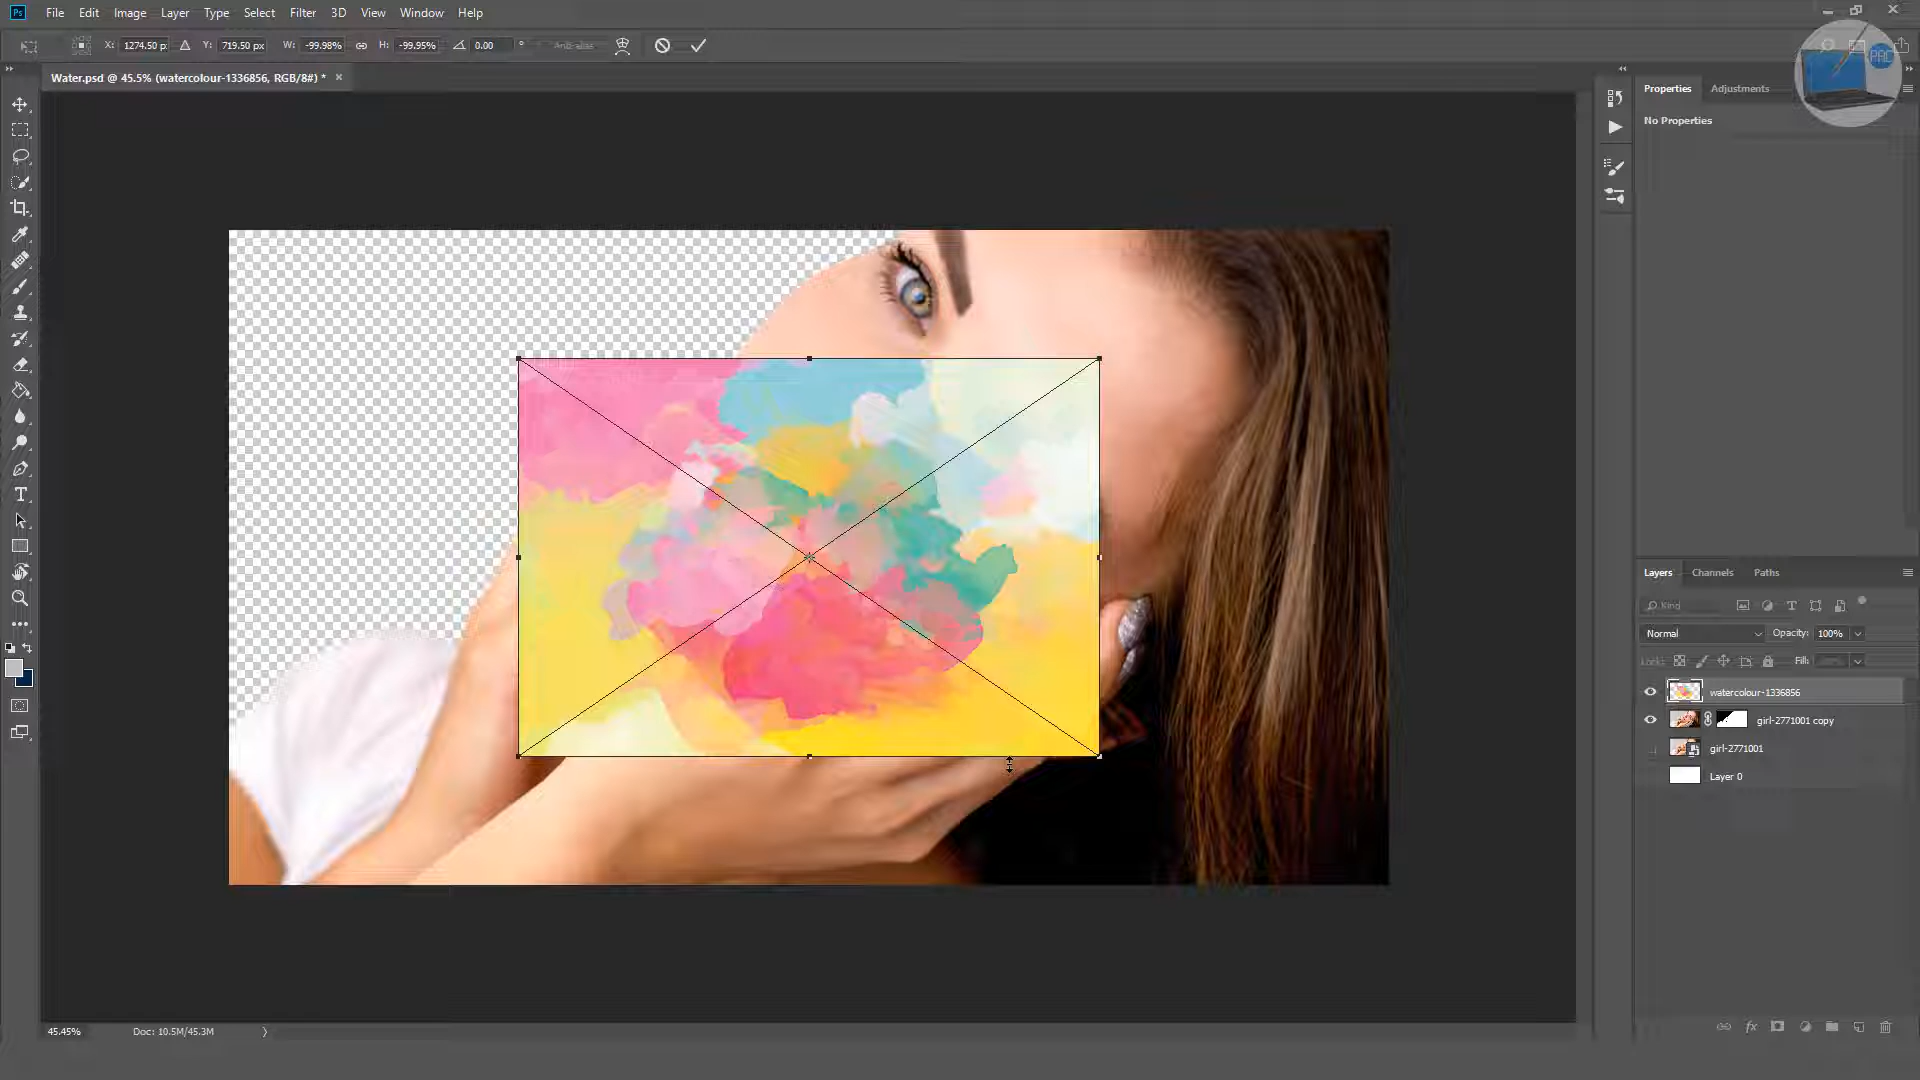 Ps File Edit Image Layer Type Select Filter 3D View Window Help
X: 1274.50 p Y: 719.50 px W: -99.98% H: -99.95% 0.00 ° Anti-alias
PAC
Water.psd @ 45.5% (watercolour-1336856, RGB/8#) * ×
Properties Adjustments
No Properties
Layers Channels Paths
Kind
Normal Opacity: 100%
Lock: Fill:
watercolour-1336856
girl-2771001 copy
girl-2771001
Layer 0
45.45% Doc: 10.5M/45.3M